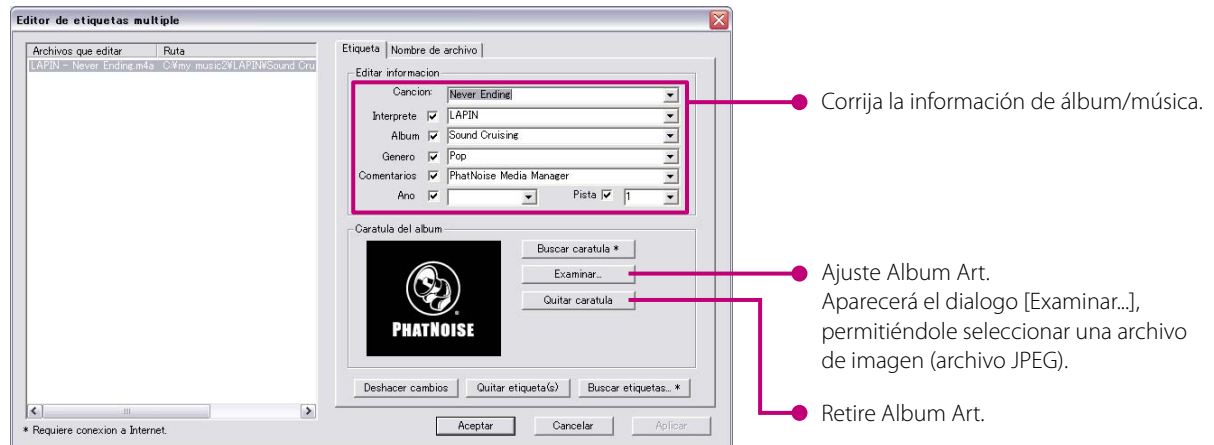 Editor de etiquetas multiple
Archivos que editar Ruta
LAPIN - Never Ending.m4a C:¥my music2¥LAPIN¥Sound Cru
* Requiere conexion a Internet.
Etiqueta Nombre de archivo
Editar informacion
Cancion: Never Ending
Interprete LAPIN
Album Sound Cruising
Genero Pop
Comentarios PhatNoise Media Manager
Ano Pista 1
Caratula del album
PHATNOISE
Buscar caratula *
Examinar...
Quitar caratula
Deshacer cambios Quitar etiqueta(s) Buscar etiquetas... *
Aceptar Cancelar Aplicar
Corrija la información de álbum/música.
Ajuste Album Art.
Aparecerá el dialogo [Examinar...],
permitiéndole seleccionar una archivo
de imagen (archivo JPEG).
Retire Album Art.